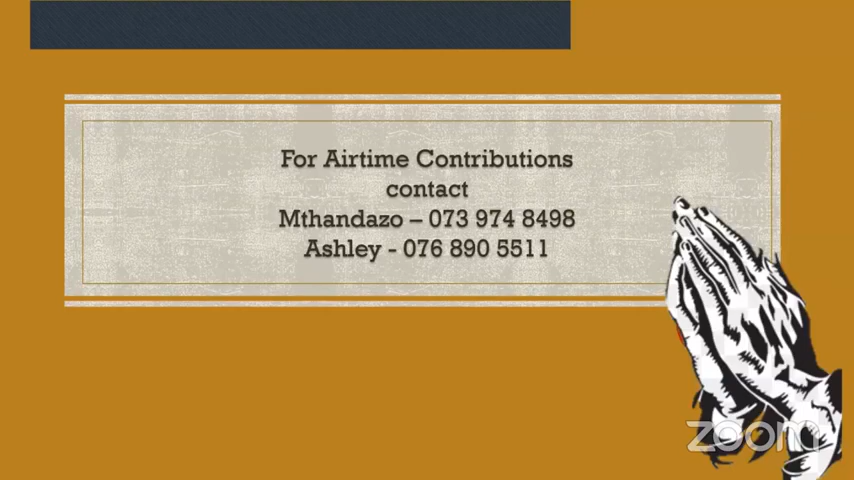 For Airtime Contributions
contact
Mthandazo – 073 974 8498
Ashley - 076 890 5511
zoom